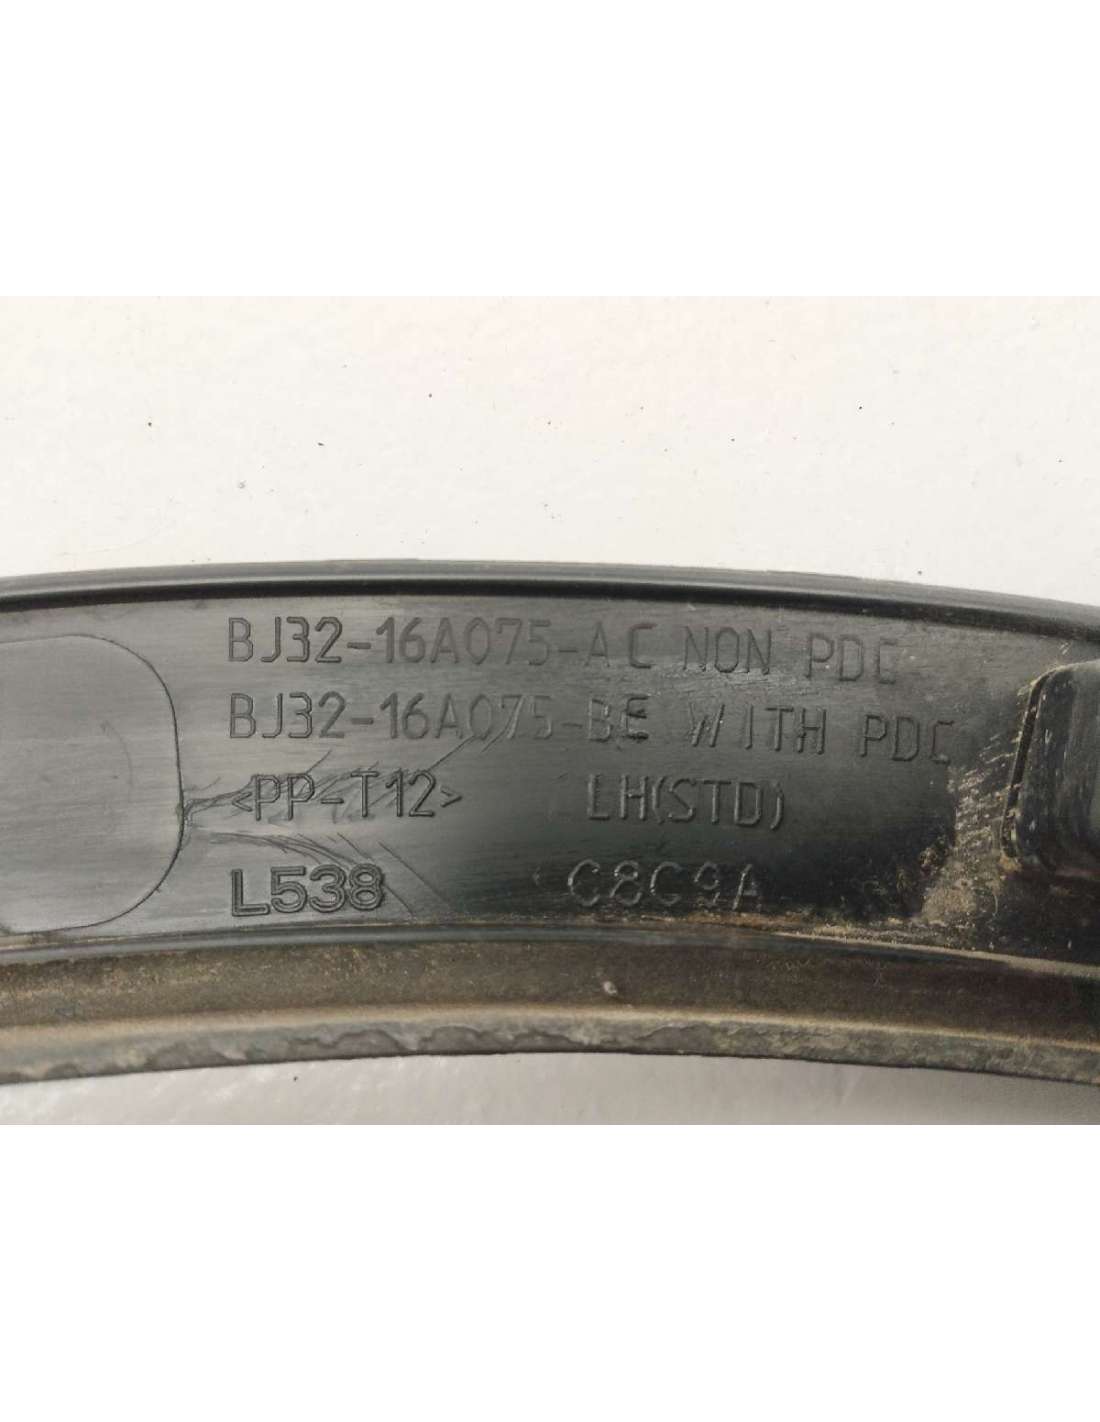 BJ32-16A075-AC NON PDC
BJ32-16A075-BE WITH PDC
<PP-T12> LH(STD)
L538 C8C9A